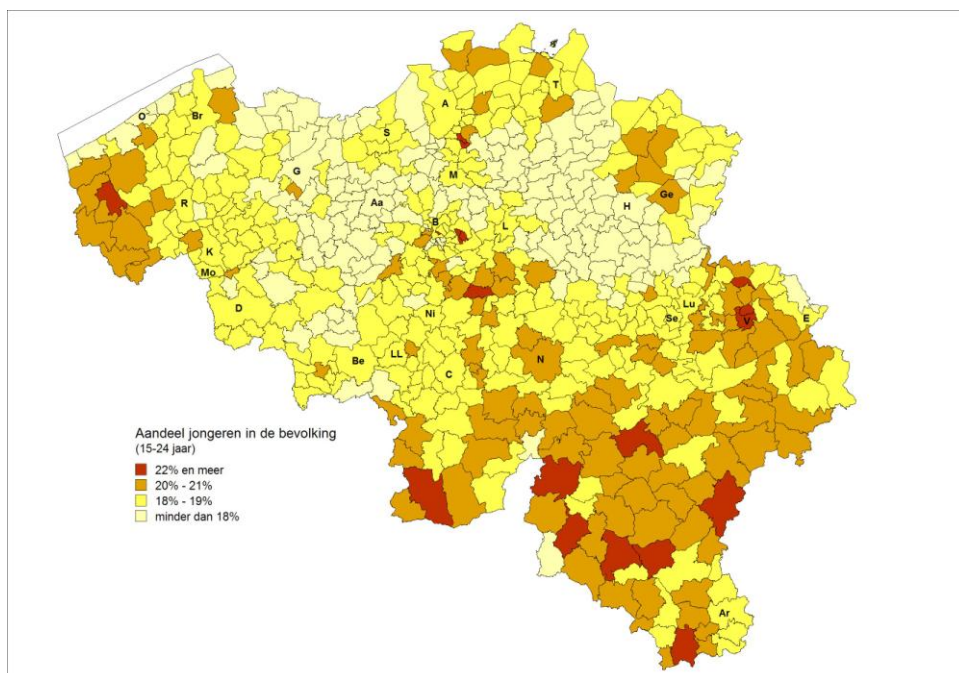 T
A
O
Br
S
G
M
Ge
Aa
R
B
L
H
K
Mo
Lu
D
Ni
Se
V
E
Be
LL
N
C
Aandeel jongeren in de bevolking
(15-24 jaar)
22% en meer
20% - 21%
18% - 19%
minder dan 18%
Ar